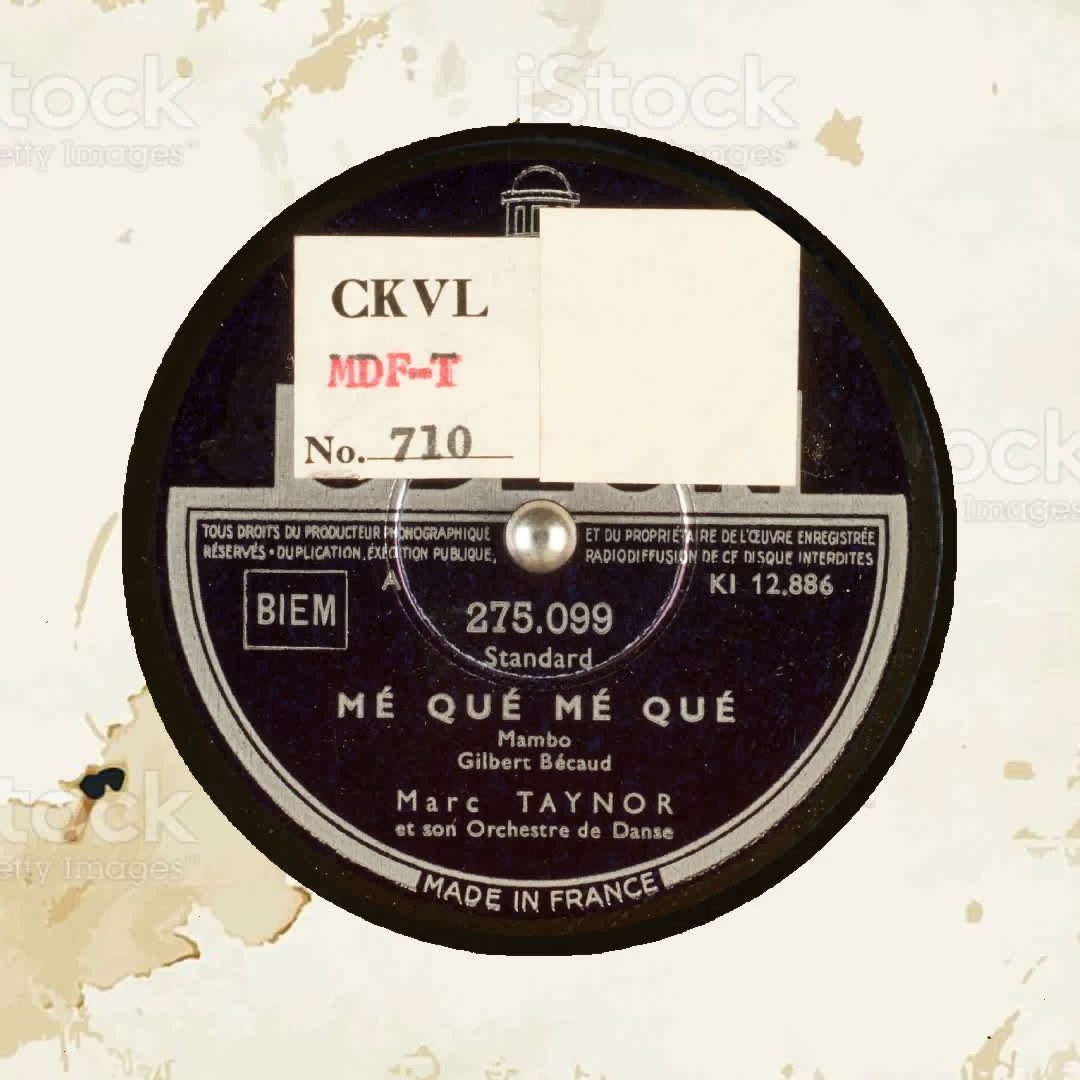 iStock
Getty Images
CKVL
MDF-T
No. 710
TOUS DROITS DU PRODUCTEUR PHONOGRAPHIQUE ET DU PROPRIÉTAIRE DE L'ŒUVRE ENREGISTRÉE
RÉSERVÉS • DUPLICATION, EXÉCUTION PUBLIQUE, RADIODIFFUSION DE CE DISQUE INTERDITES
A
KI 12.886
BIEM
275.099
Standard
MÉ QUÉ MÉ QUÉ
Mambo
Gilbert Bécaud
Marc TAYNOR
et son Orchestre de Danse
MADE IN FRANCE